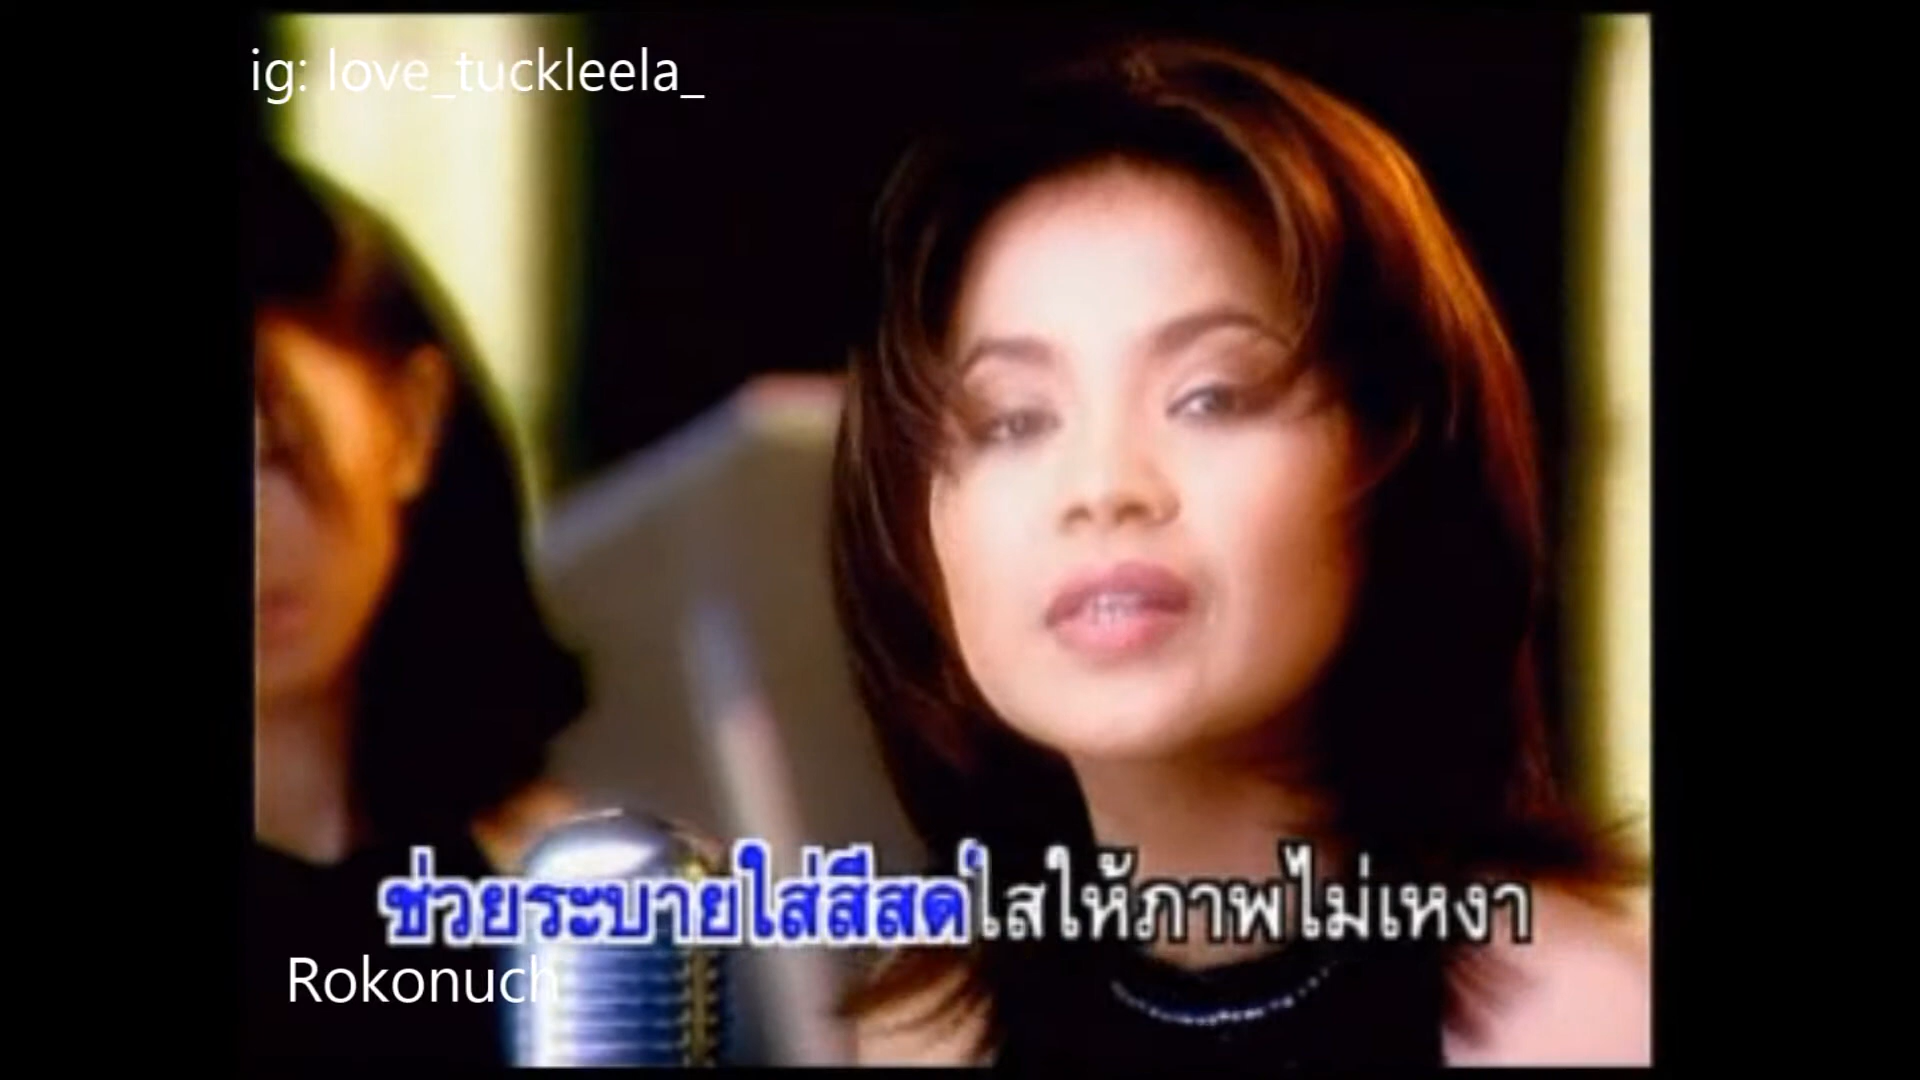 ig: love_tuckleela_
ช่วยระบายใส่สีสดใสให้ภาพไม่เหงา
Rokonuch